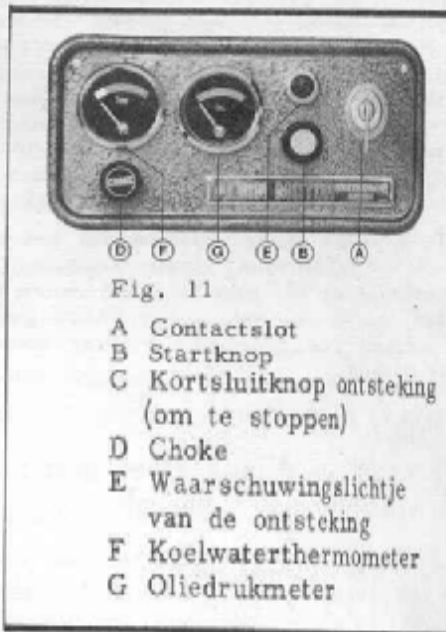 D F G E B A
Fig. 11
A Contactslot
B Startknop
C Kortsluitknop ontsteking
(om te stoppen)
D Choke
E Waarschuwingslichtje
van de ontsteking
F Koelwaterthermometer
G Oliedrukmeter